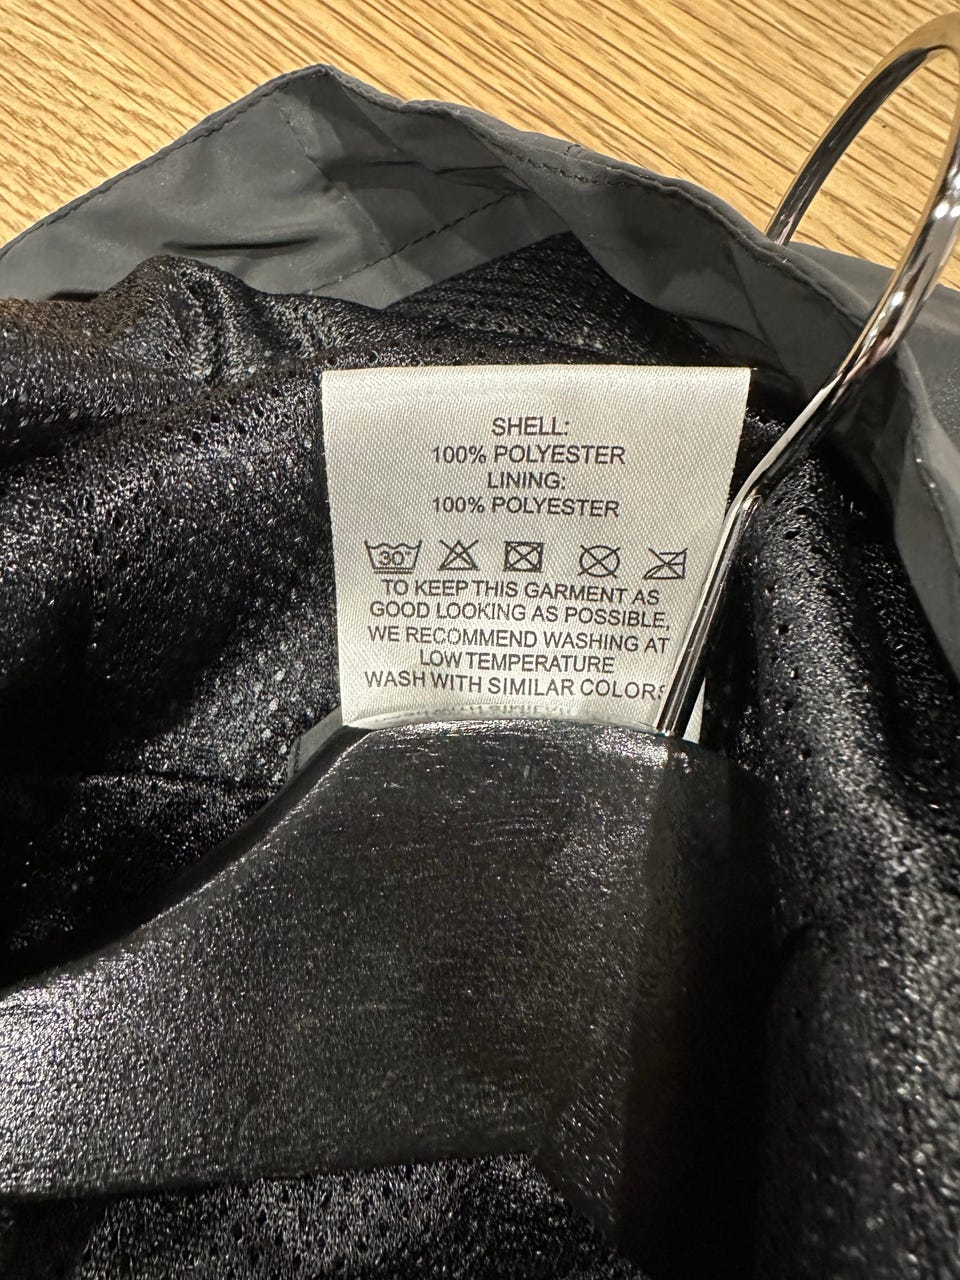 SHELL:
100% POLYESTER
LINING:
100% POLYESTER
30°
TO KEEP THIS GARMENT AS
GOOD LOOKING AS POSSIBLE,
WE RECOMMEND WASHING AT
LOW TEMPERATURE
WASH WITH SIMILAR COLORS